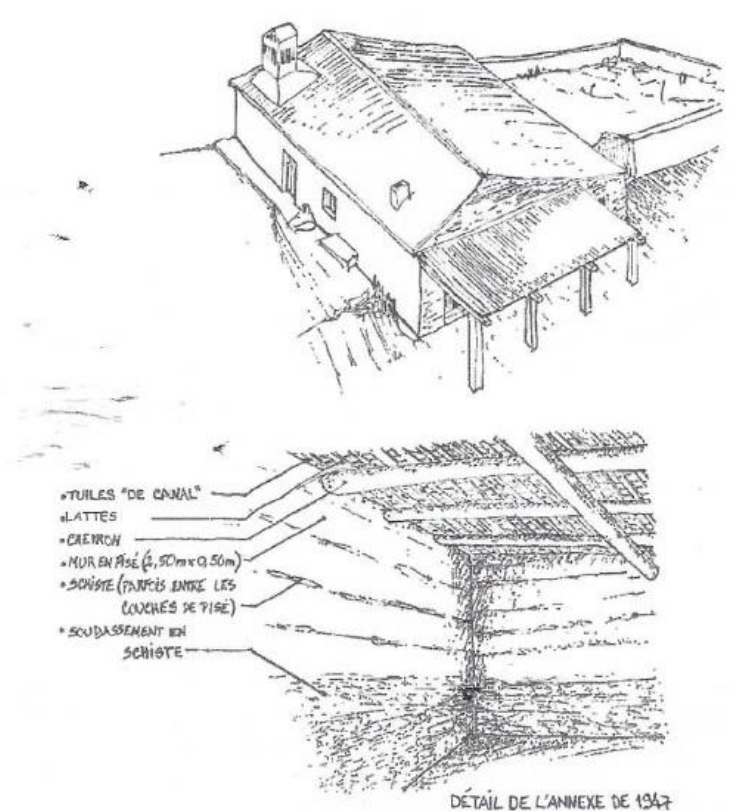 •TUILES "DE CANAL"
•LATTES
•CHEVRON
•MUR EN PISÉ (2,50m x 0,50m)
•SCHISTE (PARFOIS ENTRE LES
COUCHES DE PISÉ)
•SOUBASSEMENT EN
SCHISTE
DÉTAIL DE L'ANNEXE DE 1947